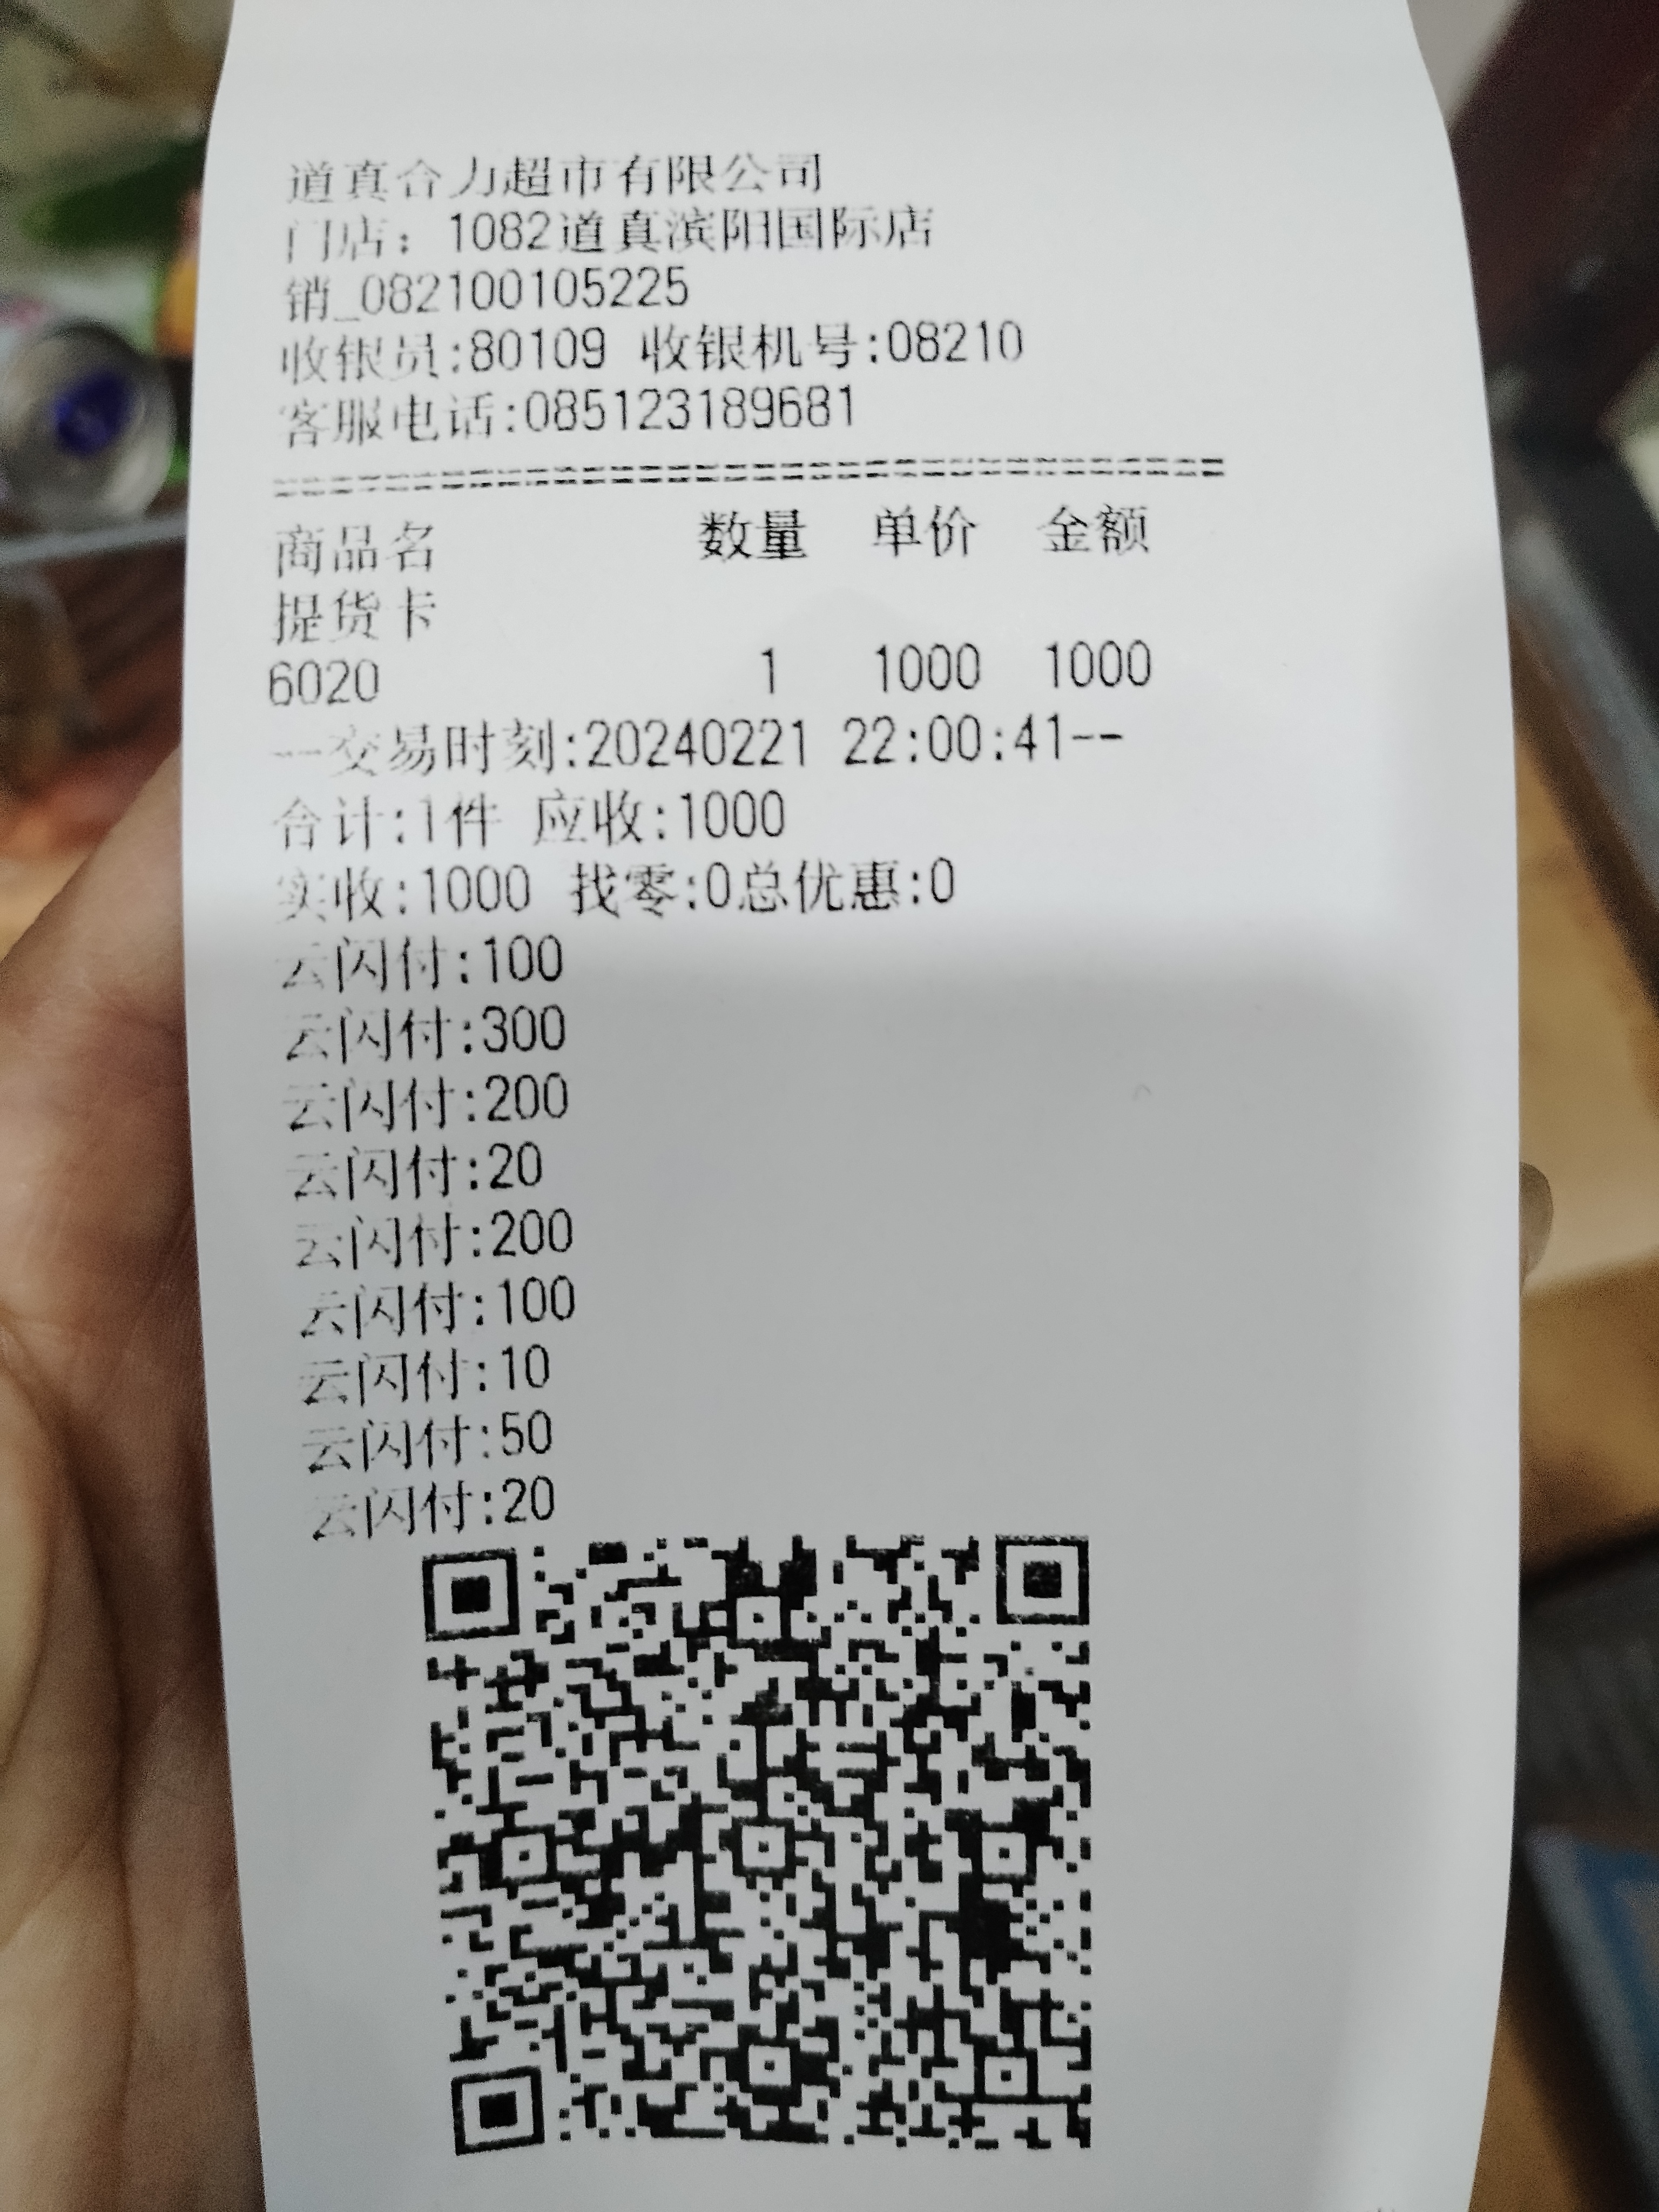 道真合力超市有限公司
门店：1082道真滨阳国际店
销_082100105225
收银员:80109 收银机号:08210
客服电话:085123189681
================================
商品名 数量 单价 金额
提货卡
6020 1 1000 1000
--交易时刻:20240221 22:00:41--
合计:1件 应收:1000
实收:1000 找零:0总优惠:0
云闪付:100
云闪付:300
云闪付:200
云闪付:20
云闪付:200
云闪付:100
云闪付:10
云闪付:50
云闪付:20